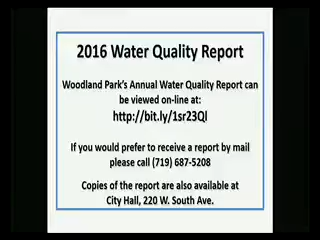 2016 Water Quality Report
Woodland Park's Annual Water Quality Report can
be viewed on-line at:
http://bit.ly/1sr23Ql
If you would prefer to receive a report by mail
please call (719) 687-5208
Copies of the report are also available at
City Hall, 220 W. South Ave.